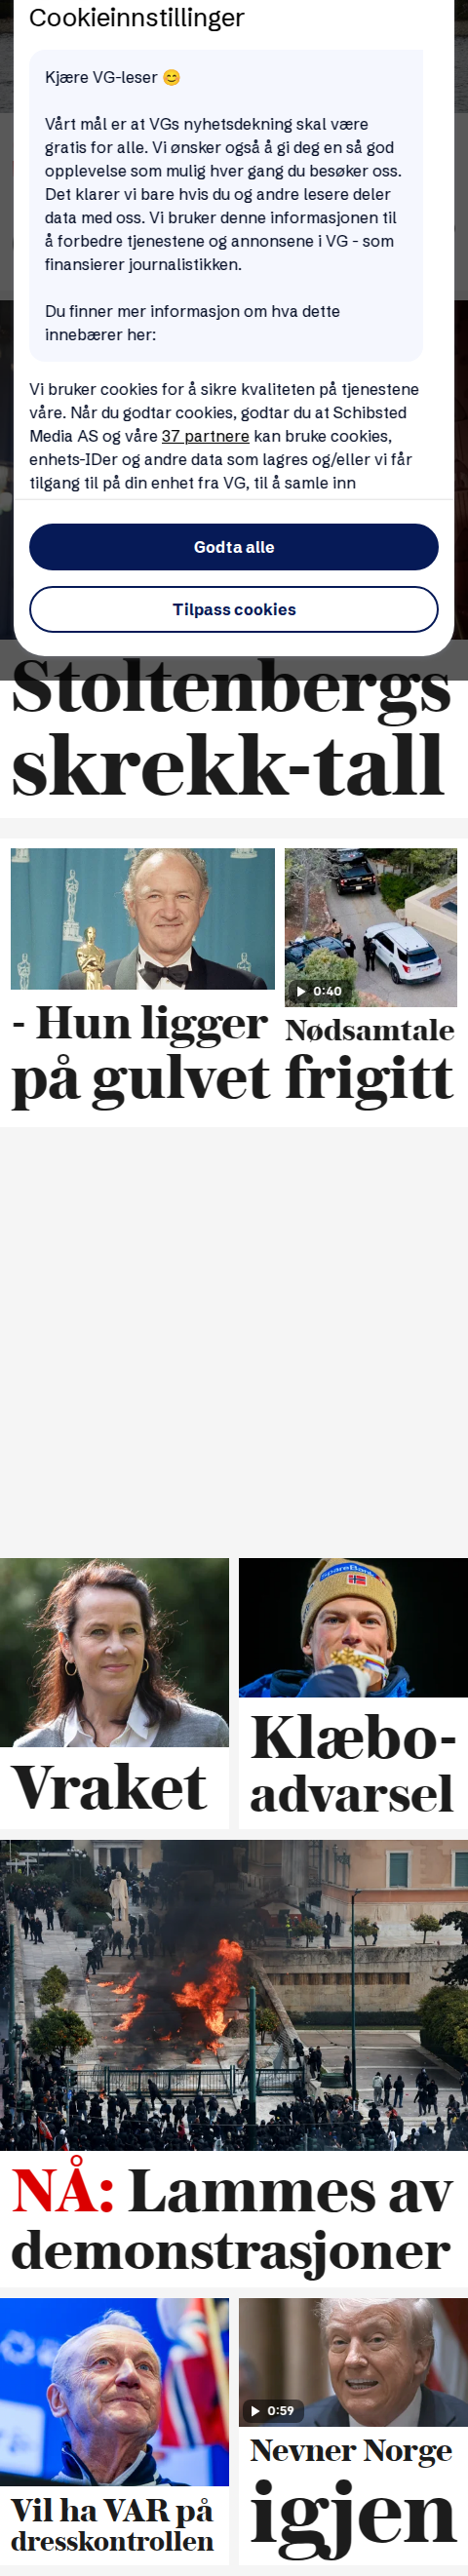 Cookieinnstillinger
Kjære VG-leser 😊
Vårt mål er at VGs nyhetsdekning skal være
gratis for alle. Vi ønsker også å gi deg en så god
opplevelse som mulig hver gang du besøker oss.
Det klarer vi bare hvis du og andre lesere deler
data med oss. Vi bruker denne informasjonen til
å forbedre tjenestene og annonsene i VG - som
finansierer journalistikken.
Du finner mer informasjon om hva dette
innebærer her:
Vi bruker cookies for å sikre kvaliteten på tjenestene
våre. Når du godtar cookies, godtar du at Schibsted
Media AS og våre 37 partnere kan bruke cookies,
enhets-IDer og andre data som lagres og/eller vi får
tilgang til på din enhet fra VG, til å samle inn
Godta alle
Tilpass cookies
Stoltenbergs
skrekk-tall
- Hun ligger
på gulvet
0:40
Nødsamtale
frigitt
Vraket
spareBank
Klæbo-
advarsel
NÅ: Lammes av
demonstrasjoner
Vil ha VAR på
dresskontrollen
0:59
Nevner Norge
igjen